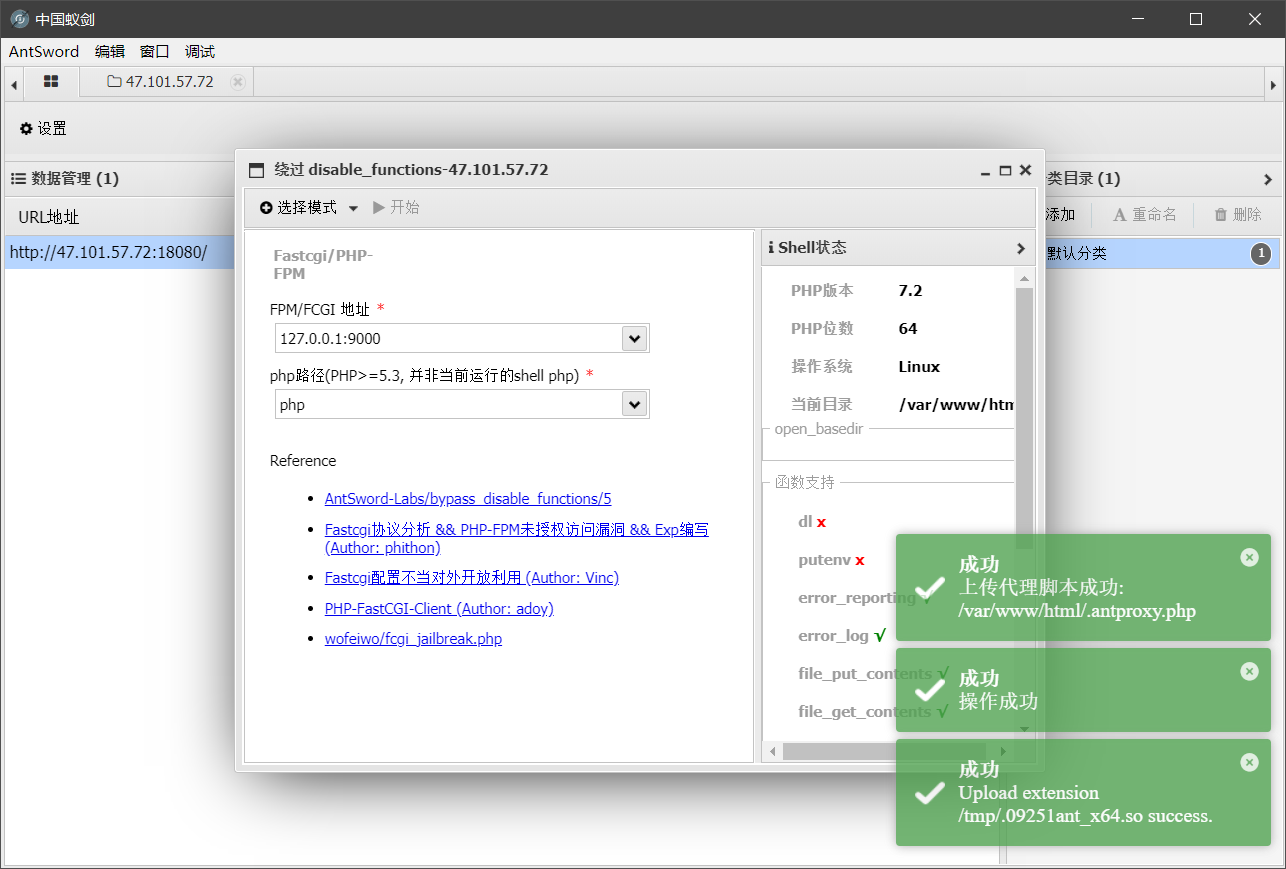 中国蚁剑
AntSword 编辑 窗口 调试
47.101.57.72
设置
数据管理 (1)
URL地址
http://47.101.57.72:18080/
绕过 disable_functions-47.101.57.72
选择模式 开始
Fastcgi/PHP-
FPM
FPM/FCGI 地址 *
127.0.0.1:9000
php路径(PHP>=5.3, 并非当前运行的shell php) *
php
Reference
AntSword-Labs/bypass_disable_functions/5
Fastcgi协议分析 && PHP-FPM未授权访问漏洞 && Exp编写
(Author: phithon)
Fastcgi配置不当对外开放利用 (Author: Vinc)
PHP-FastCGI-Client (Author: adoy)
wofeiwo/fcgi_jailbreak.php
Shell状态
PHP版本 7.2
PHP位数 64
操作系统 Linux
当前目录 /var/www/htm
open_basedir
函数支持
dl x
putenv x
error_reporting √
error_log √
file_put_contents √
file_get_contents √
类目录 (1)
添加 重命名 删除
默认分类 1
成功
上传代理脚本成功:
/var/www/html/.antproxy.php
成功
操作成功
成功
Upload extension
/tmp/.09251ant_x64.so success.